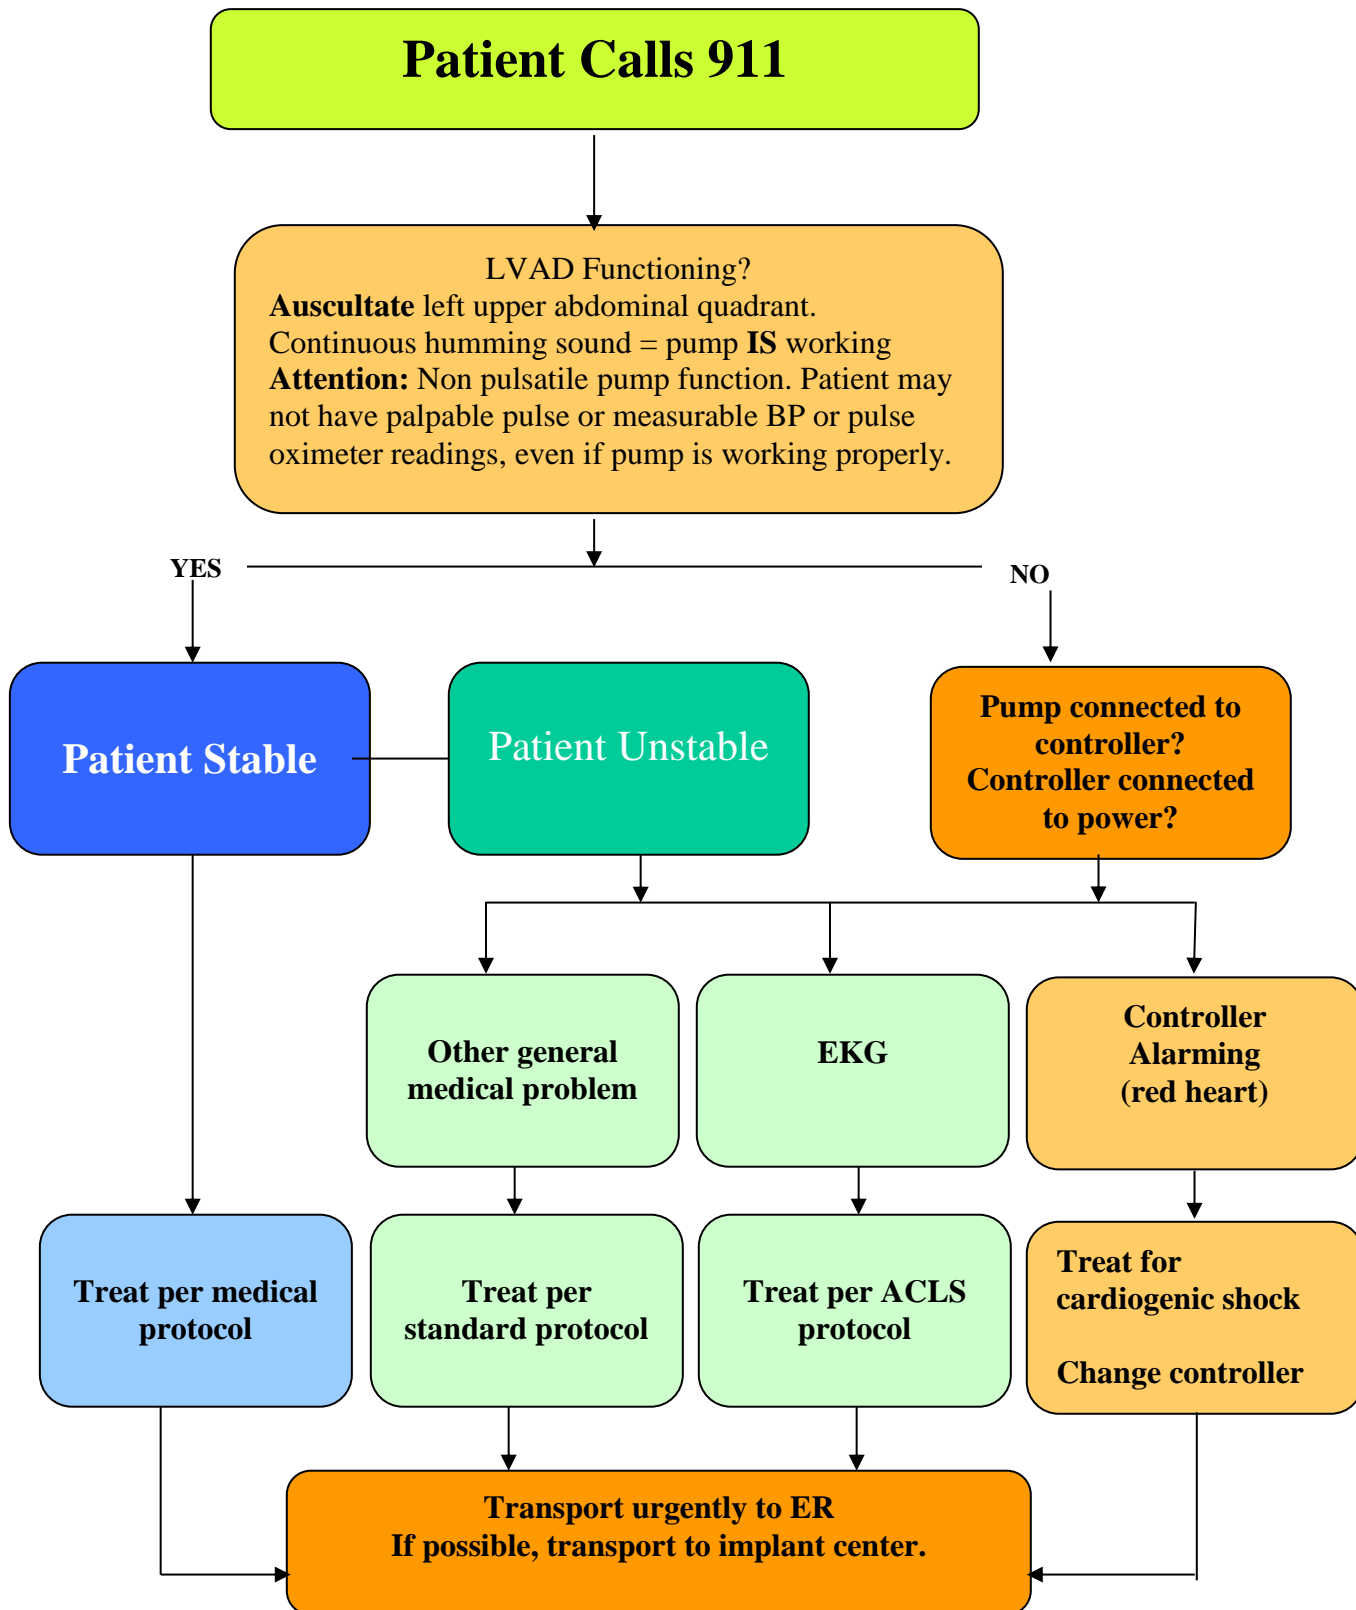 Patient Calls 911
LVAD Functioning?
Auscultate left upper abdominal quadrant.
Continuous humming sound = pump IS working
Attention: Non pulsatile pump function. Patient may
not have palpable pulse or measurable BP or pulse
oximeter readings, even if pump is working properly.
YES
NO
Patient Stable
Patient Unstable
Pump connected to
controller?
Controller connected
to power?
Other general
medical problem
EKG
Controller
Alarming
(red heart)
Treat per medical
protocol
Treat per
standard protocol
Treat per ACLS
protocol
Treat for
cardiogenic shock
Change controller
Transport urgently to ER
If possible, transport to implant center.